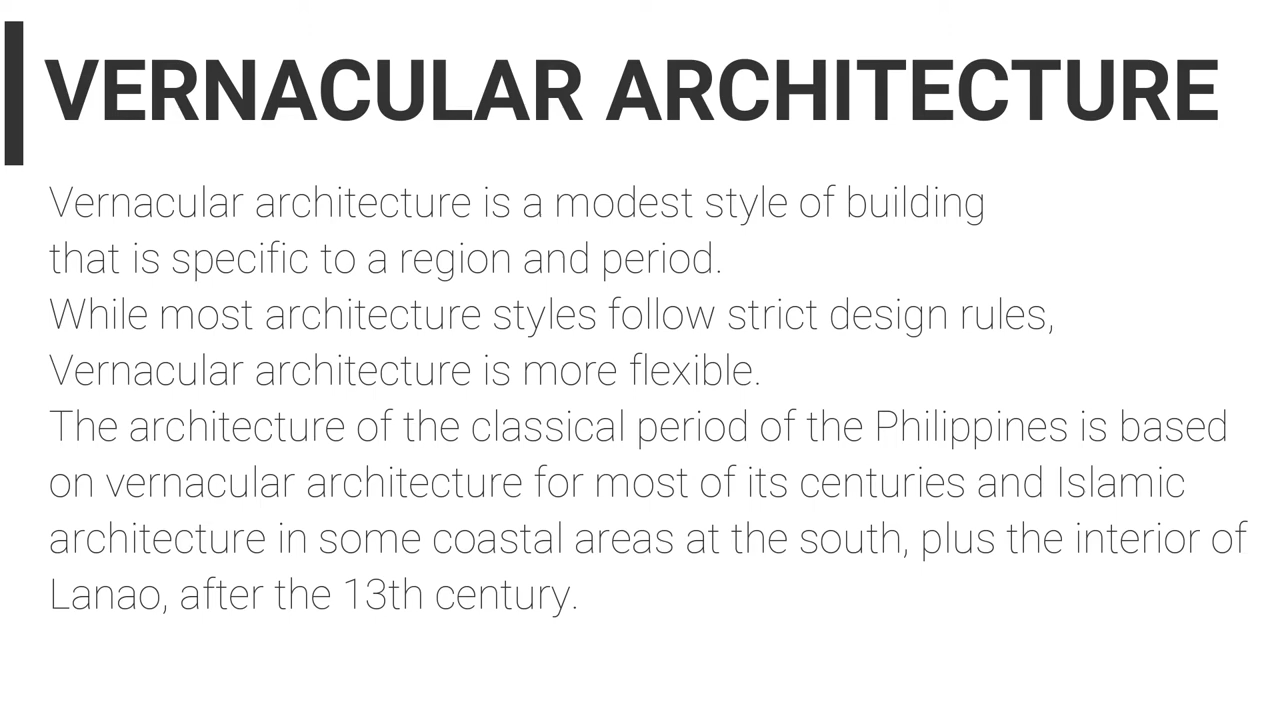 VERNACULAR ARCHITECTURE
Vernacular architecture is a modest style of building
that is specific to a region and period.
While most architecture styles follow strict design rules,
Vernacular architecture is more flexible.
The architecture of the classical period of the Philippines is based
on vernacular architecture for most of its centuries and Islamic
architecture in some coastal areas at the south, plus the interior of
Lanao, after the 13th century.